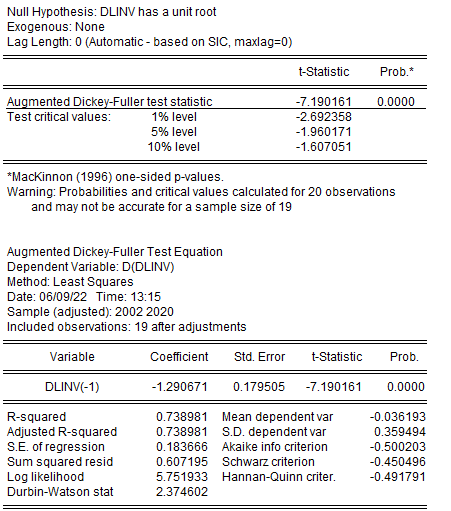 Null Hypothesis: DLINV has a unit root
Exogenous: None
Lag Length: 0 (Automatic - based on SIC, maxlag=0)
t-Statistic Prob.*
Augmented Dickey-Fuller test statistic -7.190161 0.0000
Test critical values: 1% level -2.692358
5% level -1.960171
10% level -1.607051
*MacKinnon (1996) one-sided p-values.
Warning: Probabilities and critical values calculated for 20 observations
and may not be accurate for a sample size of 19
Augmented Dickey-Fuller Test Equation
Dependent Variable: D(DLINV)
Method: Least Squares
Date: 06/09/22 Time: 13:15
Sample (adjusted): 2002 2020
Included observations: 19 after adjustments
Variable Coefficient Std. Error t-Statistic Prob.
DLINV(-1) -1.290671 0.179505 -7.190161 0.0000
R-squared 0.738981 Mean dependent var -0.036193
Adjusted R-squared 0.738981 S.D. dependent var 0.359494
S.E. of regression 0.183666 Akaike info criterion -0.500203
Sum squared resid 0.607195 Schwarz criterion -0.450496
Log likelihood 5.751933 Hannan-Quinn criter. -0.491791
Durbin-Watson stat 2.374602